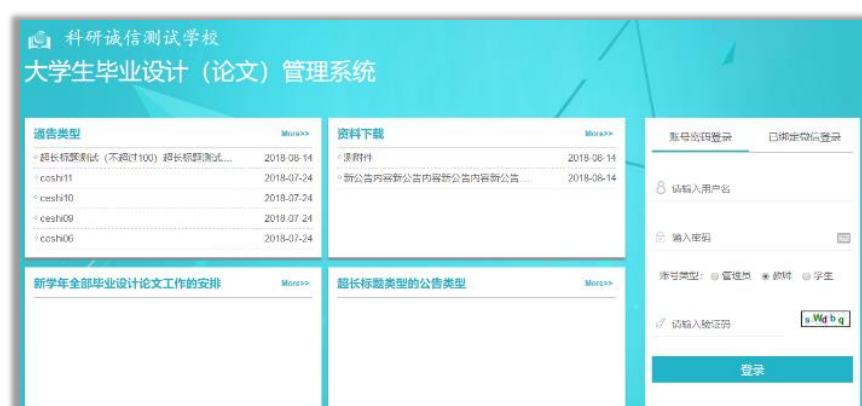 科研诚信测试学校
大学生毕业设计（论文）管理系统
通告类型 More>>
超长标题测试（不超过100）超长标题测试... 2018-08-14
ceshi11 2018-07-24
ceshi10 2018-07-24
ceshi09 2018-07-24
ceshi06 2018-07-24
资料下载 More>>
测附件 2018-08-14
新公告内容新公告内容新公告内容新公告... 2018-08-14
新学年全部毕业设计论文工作的安排 More>>
超长标题类型的公告类型 More>>
账号密码登录 已绑定微信登录
请输入用户名
输入密码
账号类型： 管理员 教师 学生
请输入验证码 s Wd b q
登录